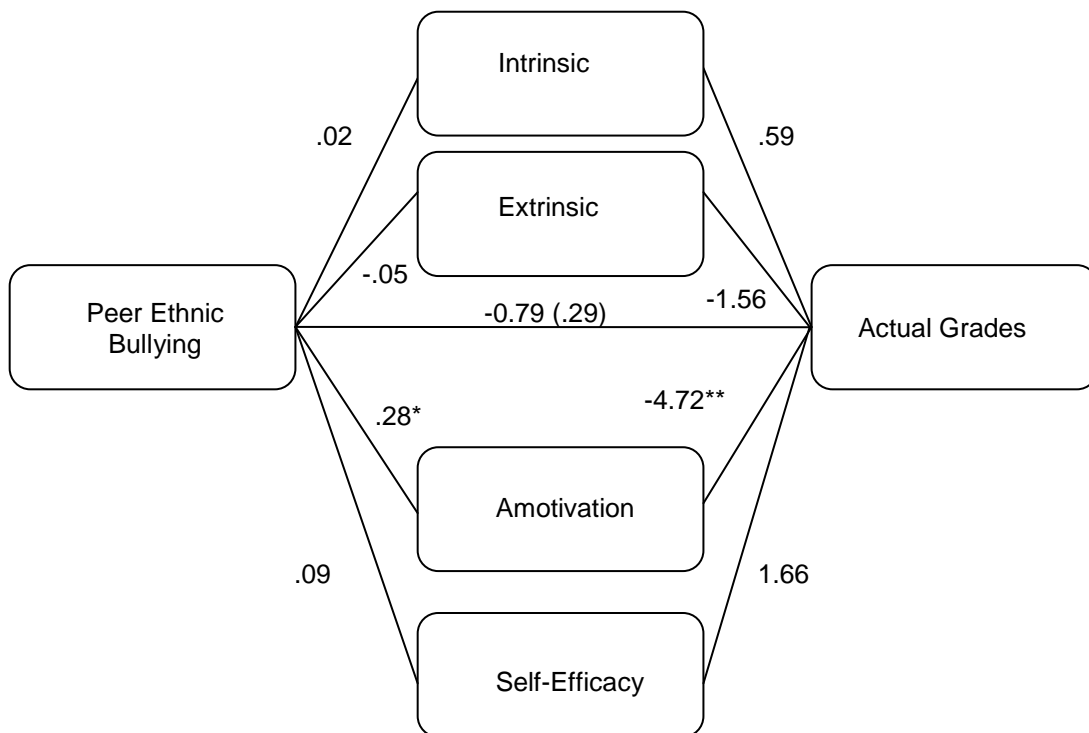 Intrinsic
.02
.59
Extrinsic
-.05
-1.56
Peer Ethnic
Bullying
-0.79 (.29)
Actual Grades
.28*
-4.72**
Amotivation
.09
1.66
Self-Efficacy